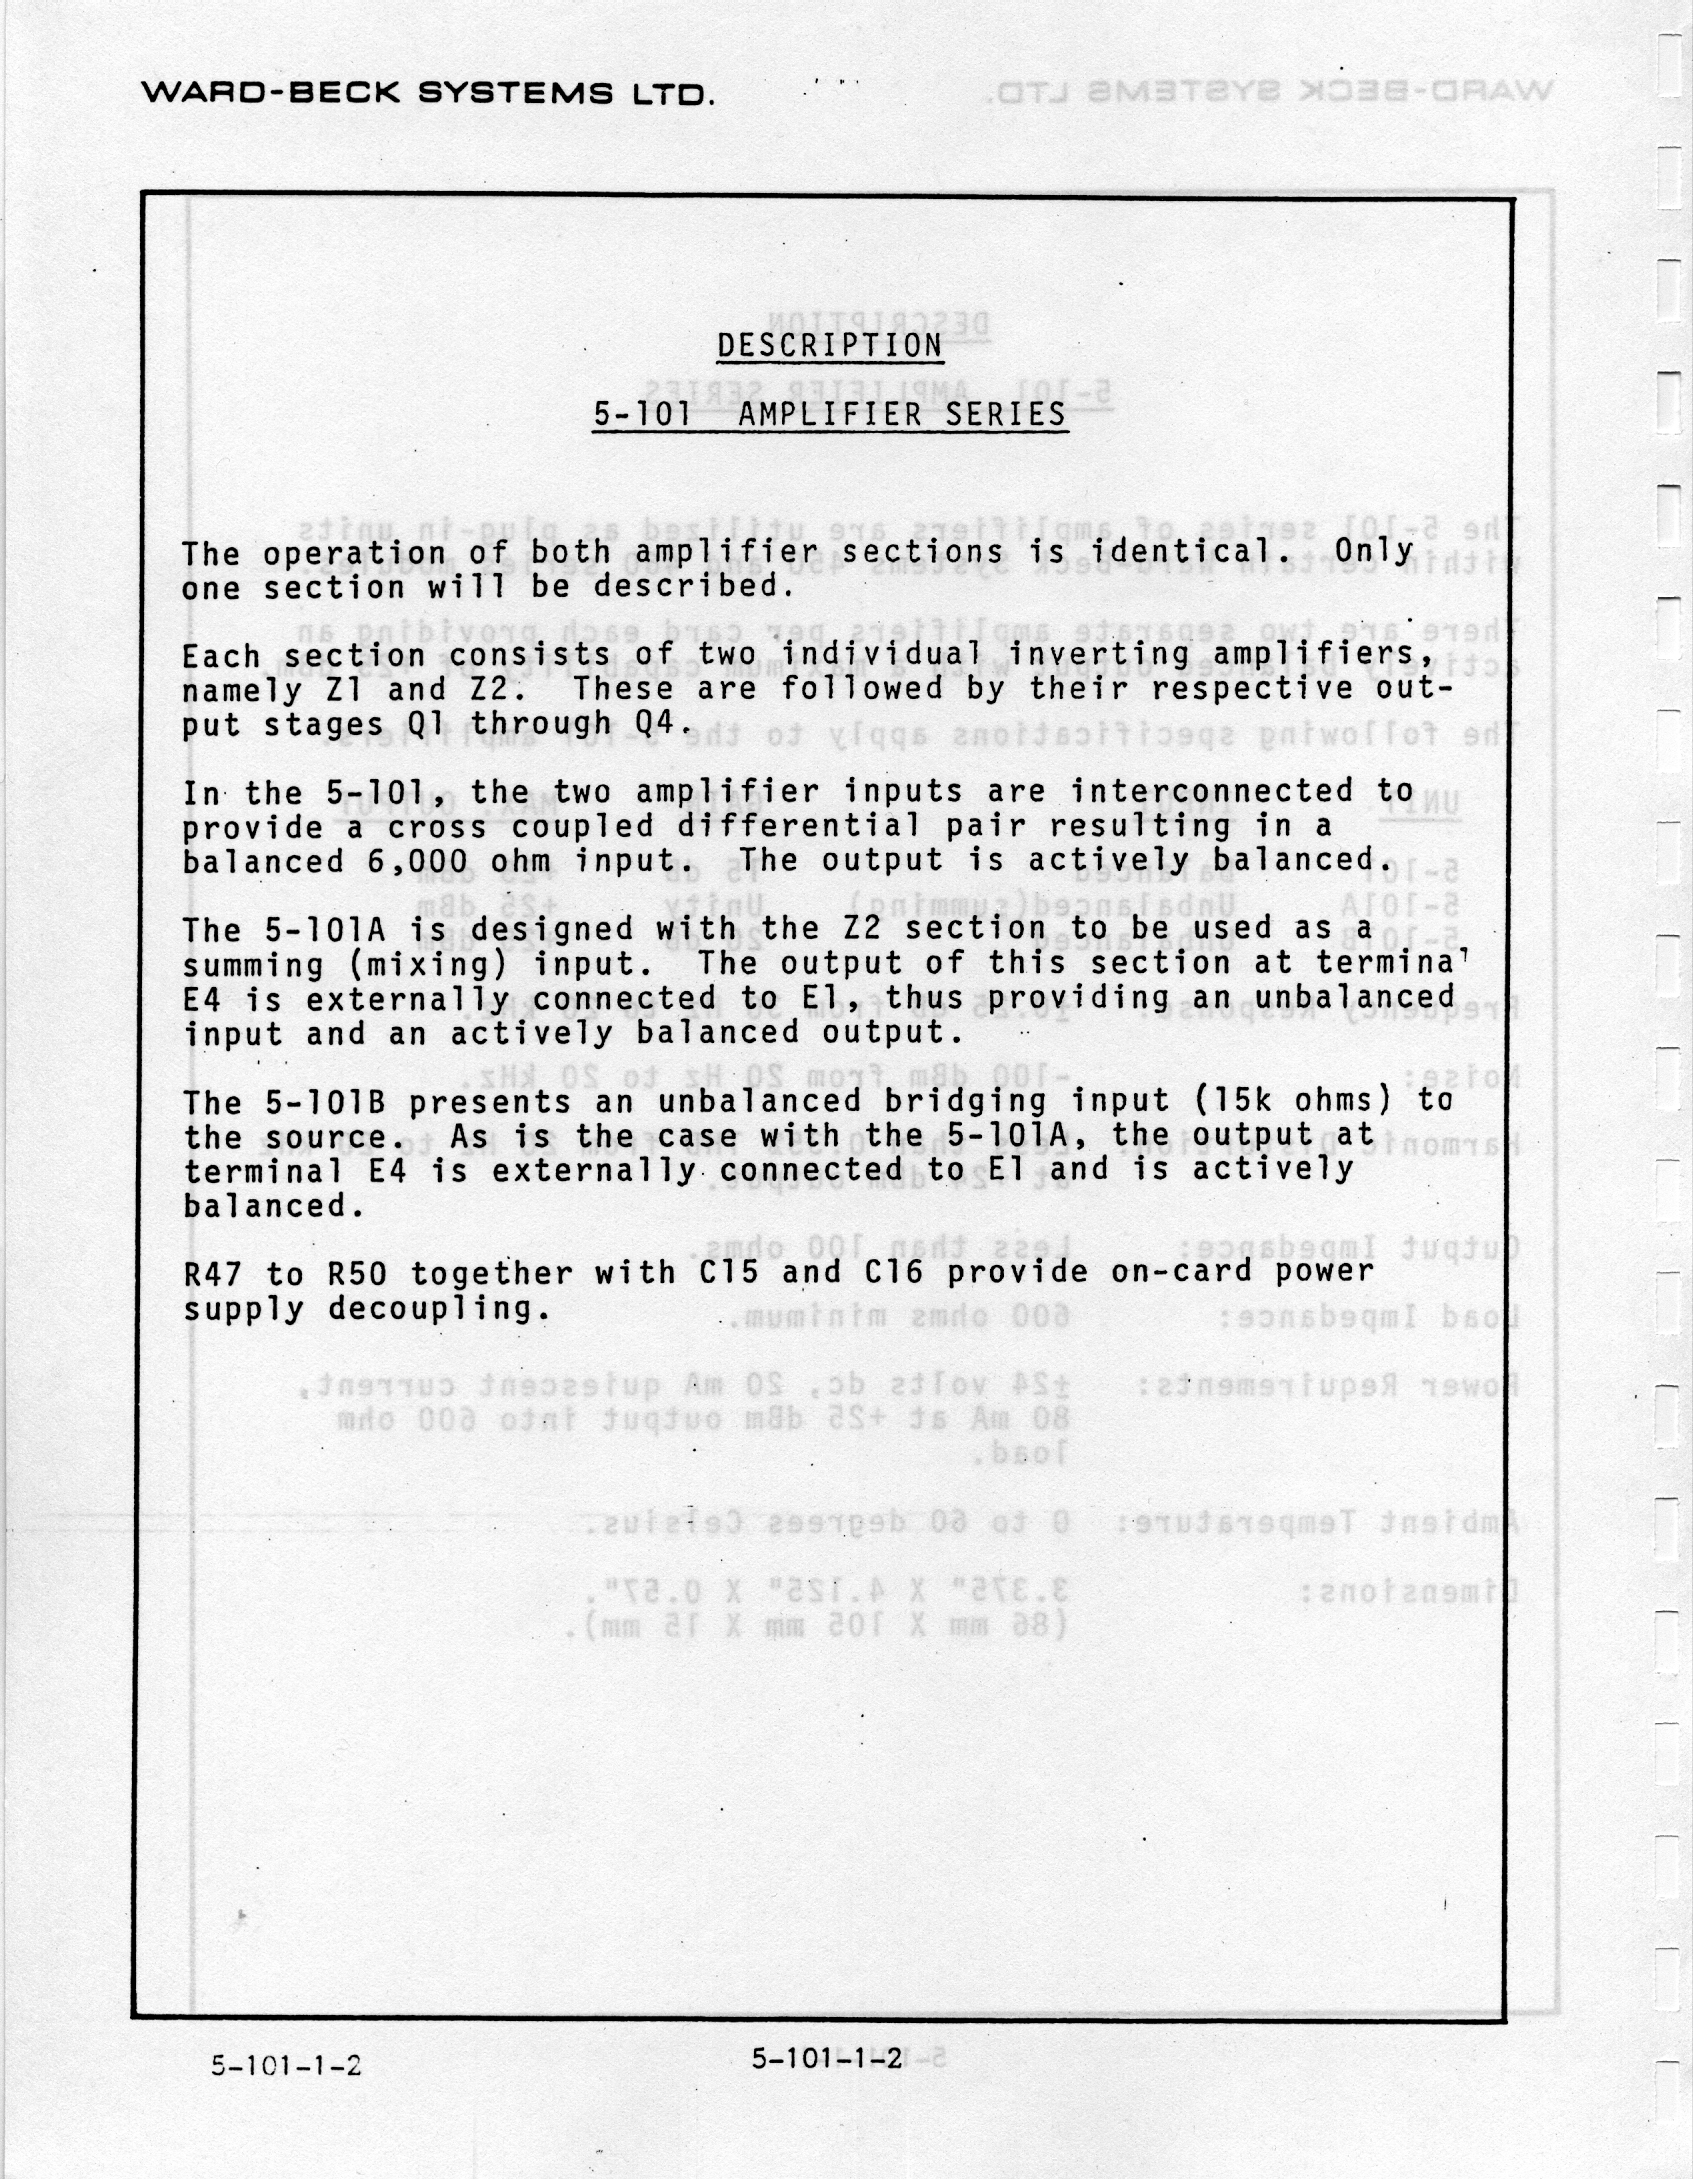 WARD-BECK SYSTEMS LTD.
DESCRIPTION
5-101 AMPLIFIER SERIES
The operation of both amplifier sections is identical. Only
one section will be described.
Each section consists of two individual inverting amplifiers,
namely Z1 and Z2. These are followed by their respective out-
put stages Q1 through Q4.
In the 5-101, the two amplifier inputs are interconnected to
provide a cross coupled differential pair resulting in a
balanced 6,000 ohm input. The output is actively balanced.
The 5-101A is designed with the Z2 section to be used as a
summing (mixing) input. The output of this section at terminal
E4 is externally connected to E1, thus providing an unbalanced
input and an actively balanced output.
The 5-101B presents an unbalanced bridging input (15k ohms) to
the source. As is the case with the 5-101A, the output at
terminal E4 is externally connected to E1 and is actively
balanced.
R47 to R50 together with C15 and C16 provide on-card power
supply decoupling.
5-101-1-2
5-101-1-2